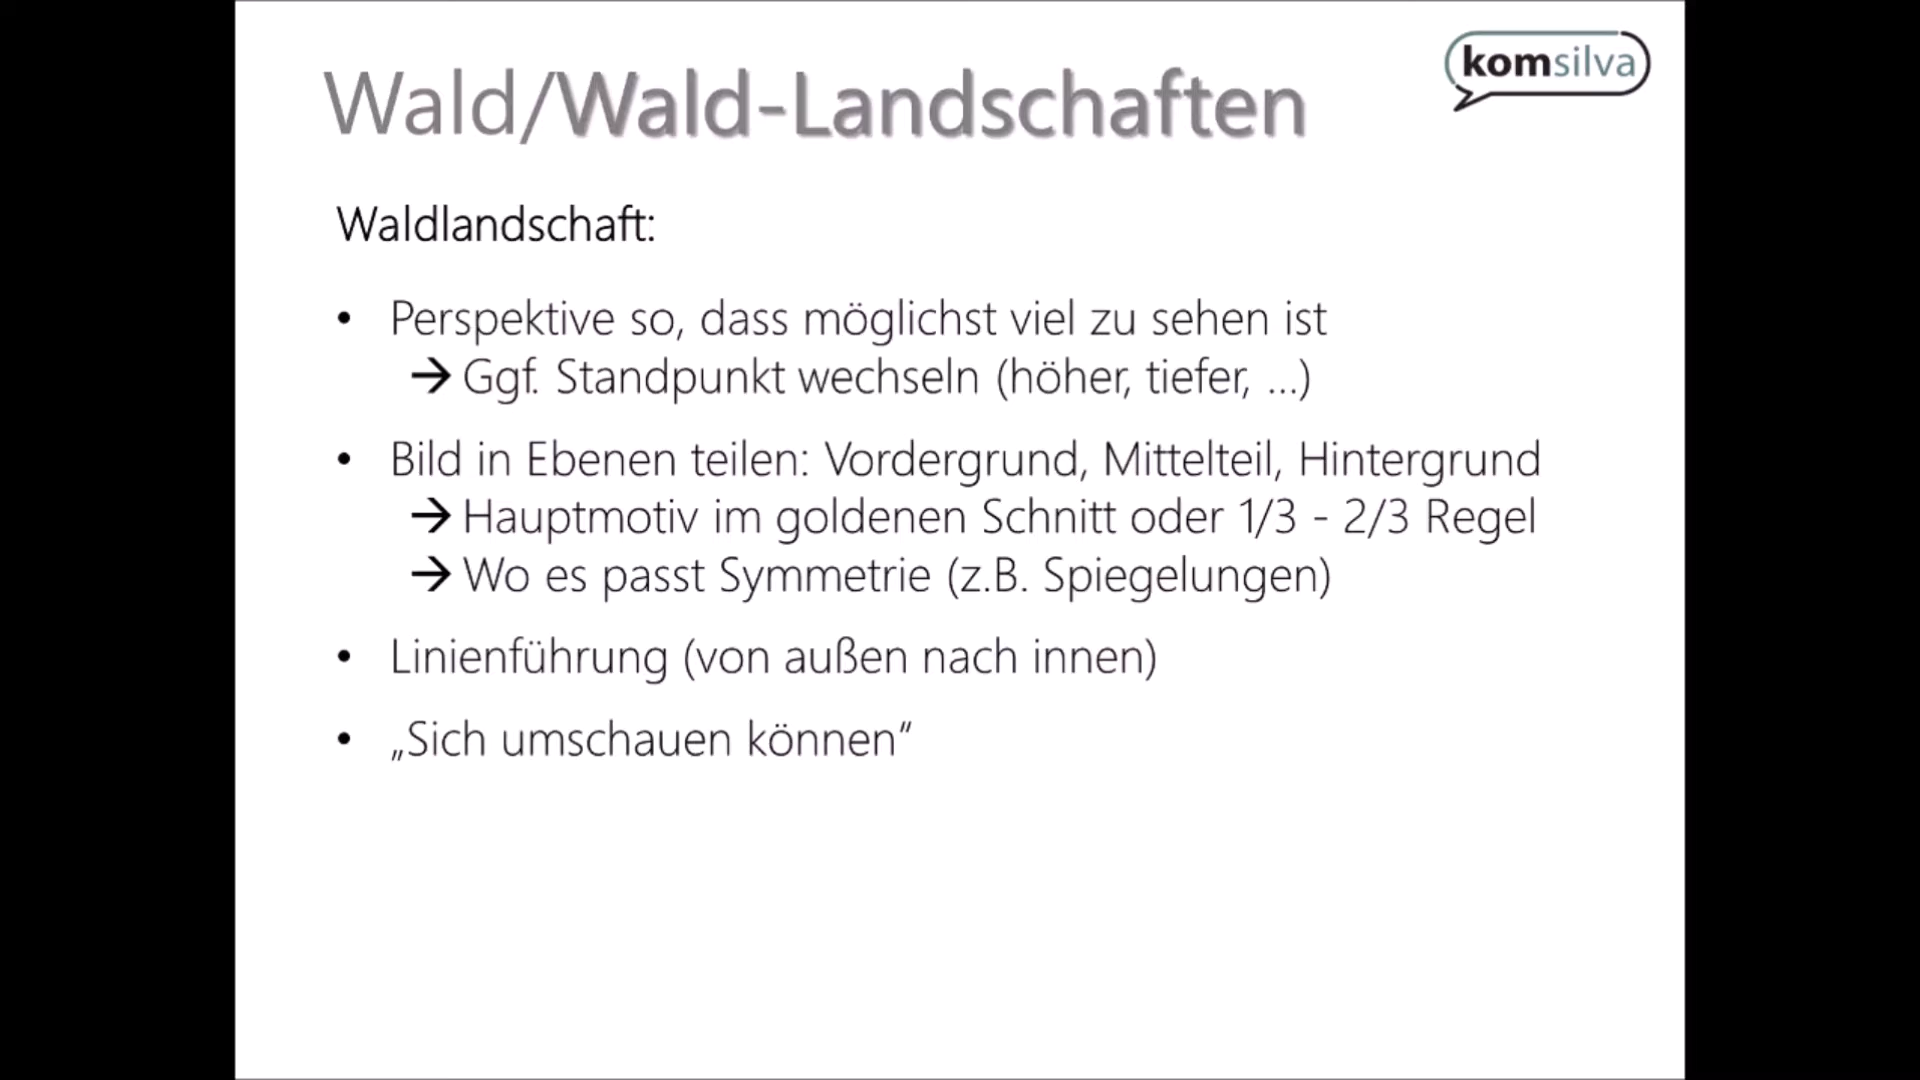 komsilva
Wald/Wald-Landschaften
Waldlandschaft:
• Perspektive so, dass möglichst viel zu sehen ist
→ Ggf. Standpunkt wechseln (höher, tiefer, ...)
• Bild in Ebenen teilen: Vordergrund, Mittelteil, Hintergrund
→ Hauptmotiv im goldenen Schnitt oder 1/3 - 2/3 Regel
→ Wo es passt Symmetrie (z.B. Spiegelungen)
• Linienführung (von außen nach innen)
• „Sich umschauen können“